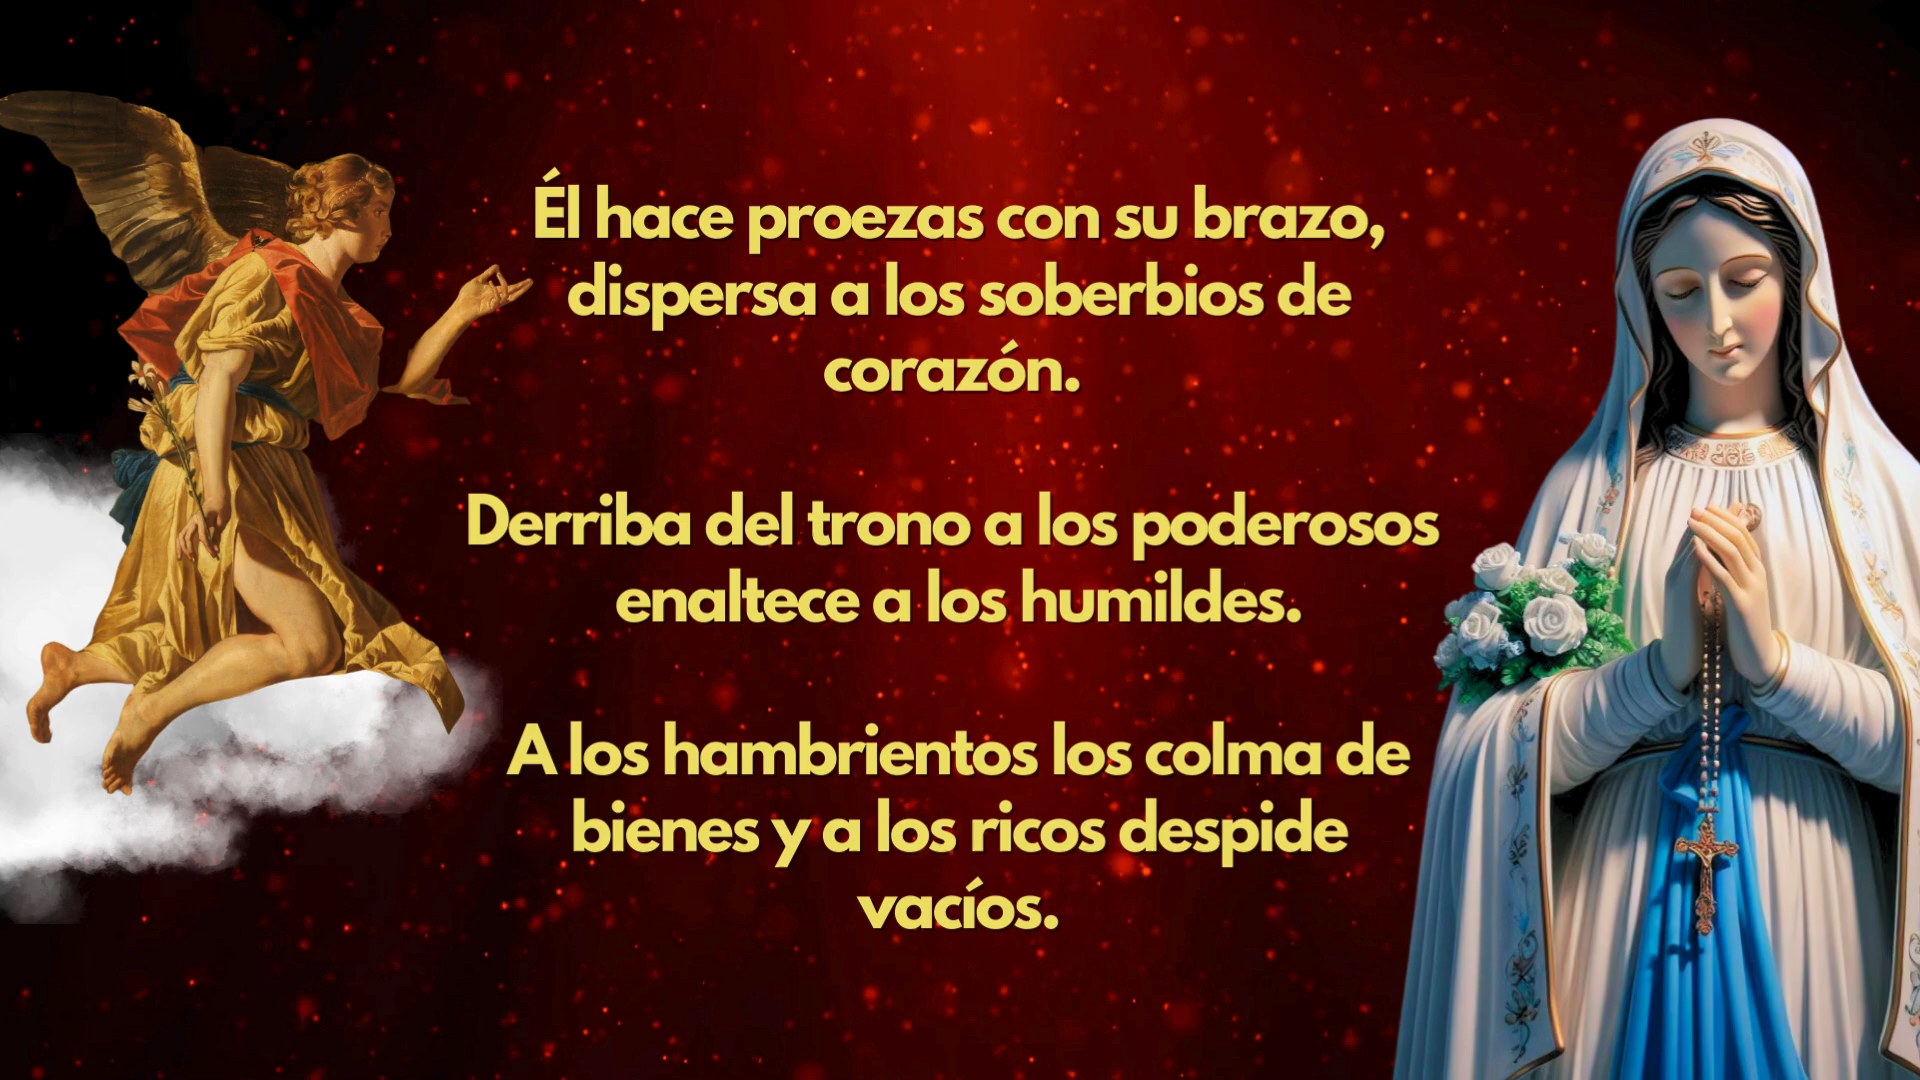 Él hace proezas con su brazo,
dispersa a los soberbios de
corazón.
Derriba del trono a los poderosos
enaltece a los humildes.
A los hambrientos los colma de
bienes y a los ricos despide
vacíos.